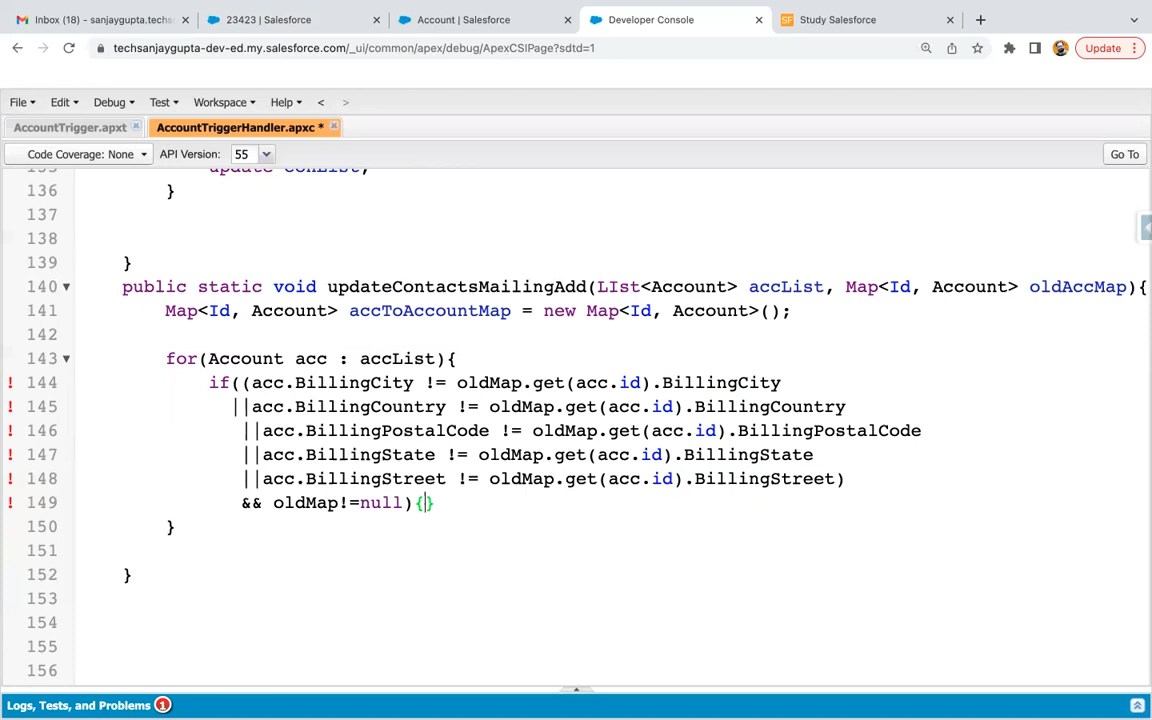 Inbox (18) - sanjaygupta.techs
23423 | Salesforce
Account | Salesforce
Developer Console
SF Study Salesforce
techsanjaygupta-dev-ed.my.salesforce.com/_ui/common/apex/debug/ApexCSIPage?sdtd=1
Update
File Edit Debug Test Workspace Help < >
AccountTrigger.apxt AccountTriggerHandler.apxc *
Code Coverage: None API Version: 55 Go To
135 update conList;
136 }
137
138
139 }
140 public static void updateContactsMailingAdd(LIst<Account> accList, Map<Id, Account> oldAccMap){
141 Map<Id, Account> accToAccountMap = new Map<Id, Account>();
142
143 for(Account acc : accList){
! 144 if((acc.BillingCity != oldMap.get(acc.id).BillingCity
! 145 ||acc.BillingCountry != oldMap.get(acc.id).BillingCountry
! 146 ||acc.BillingPostalCode != oldMap.get(acc.id).BillingPostalCode
! 147 ||acc.BillingState != oldMap.get(acc.id).BillingState
! 148 ||acc.BillingStreet != oldMap.get(acc.id).BillingStreet)
! 149 && oldMap!=null){}
150 }
151
152 }
153
154
155
156
Logs, Tests, and Problems 1